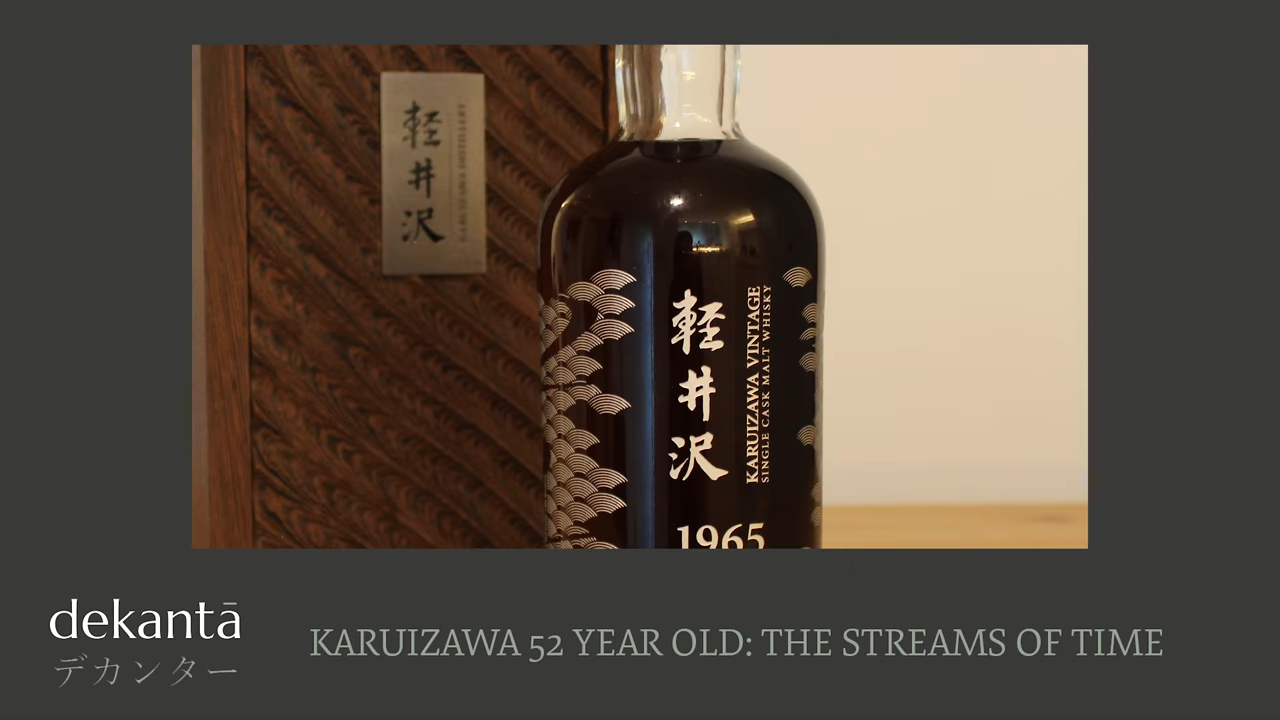 軽井沢
軽井沢
KARUIZAWA VINTAGE
SINGLE CASK MALT WHISKY
1965
dekantā
デカンター
KARUIZAWA 52 YEAR OLD: THE STREAMS OF TIME